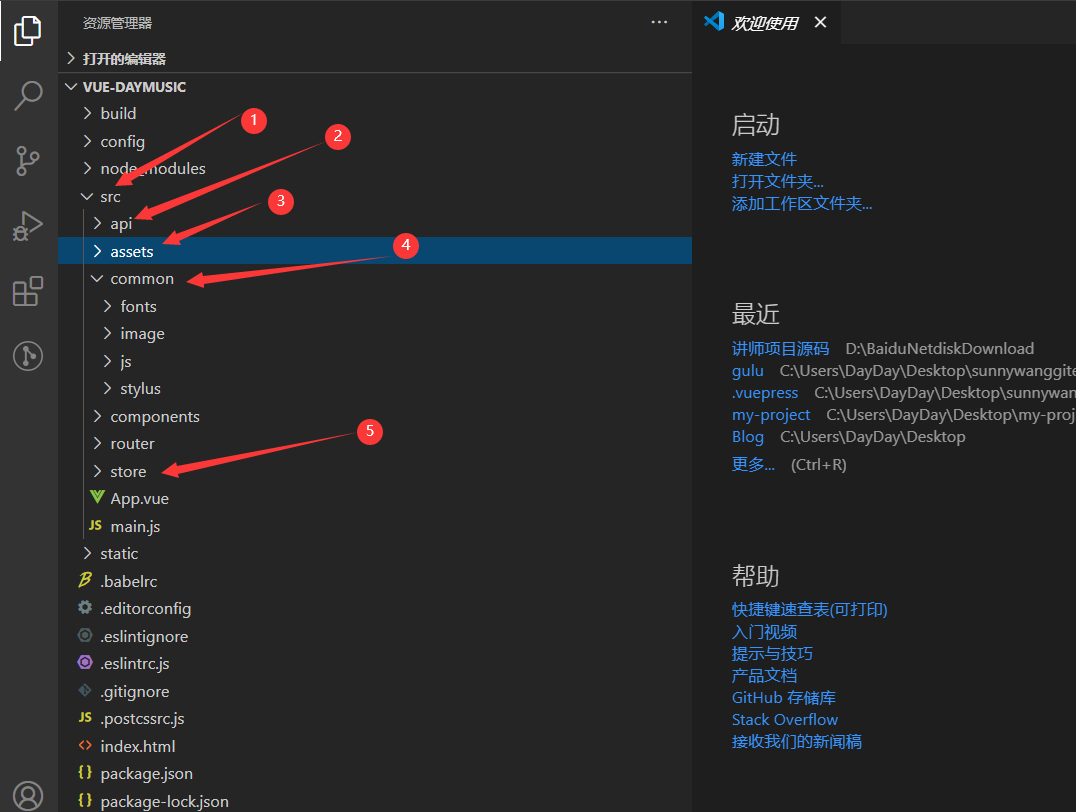 资源管理器
打开的编辑器
VUE-DAYMUSIC
build
config
node_modules
src
api
assets
common
fonts
image
js
stylus
components
router
store
App.vue
JS main.js
static
.babelrc
.editorconfig
.eslintignore
.eslintrc.js
.gitignore
JS .postcssrc.js
<> index.html
{} package.json
{} package-lock.json
1
2
3
4
5
欢迎使用
启动
新建文件
打开文件夹...
添加工作区文件夹...
最近
讲师项目源码 D:\BaiduNetdiskDownload
gulu C:\Users\DayDay\Desktop\sunnywanggite
.vuepress C:\Users\DayDay\Desktop\sunnywan
my-project C:\Users\DayDay\Desktop\my-proj
Blog C:\Users\DayDay\Desktop
更多... (Ctrl+R)
帮助
快捷键速查表(可打印)
入门视频
提示与技巧
产品文档
GitHub 存储库
Stack Overflow
接收我们的新闻稿